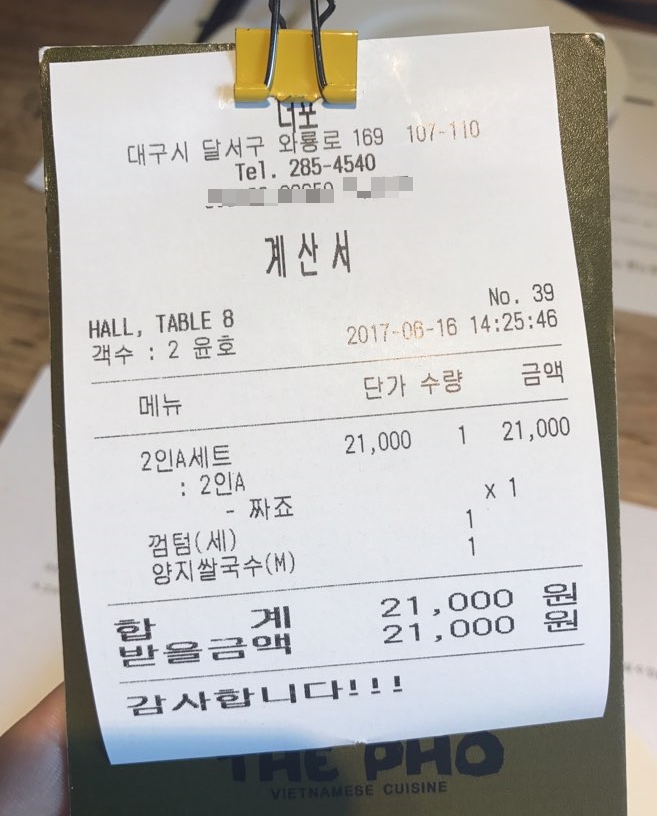 더포
대구시 달서구 와룡로 169 107-110
Tel. 285-4540
계산서
No. 39
HALL, TABLE 8
2017-06-16 14:25:46
객수 : 2 윤호
메뉴 단가 수량 금액
2인A세트 21,000 1 21,000
: 2인A
- 짜죠 x 1
껌텀(세) 1
양지쌀국수(M) 1
합 계 21,000 원
받을금액 21,000 원
감사합니다!!!
THE PHO
VIETNAMESE CUISINE